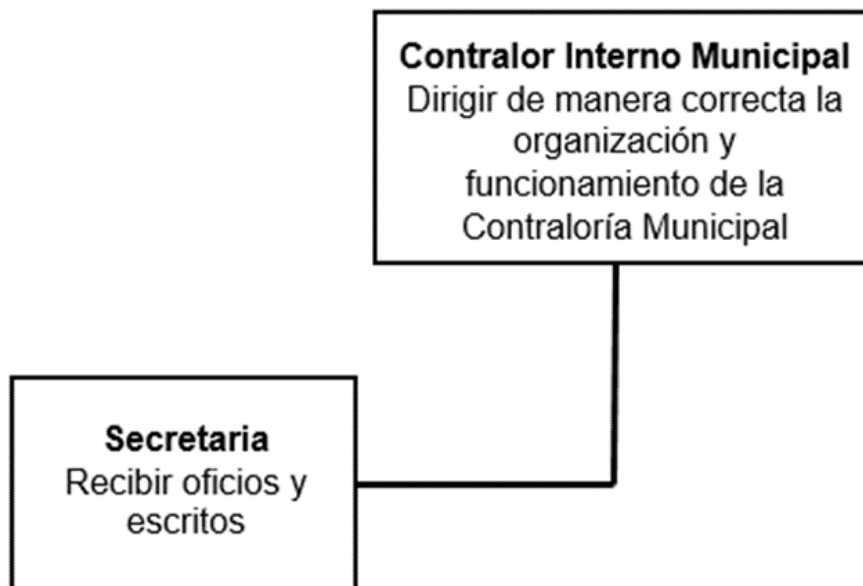 Contralor Interno Municipal
Dirigir de manera correcta la
organización y
funcionamiento de la
Contraloría Municipal
Secretaria
Recibir oficios y
escritos